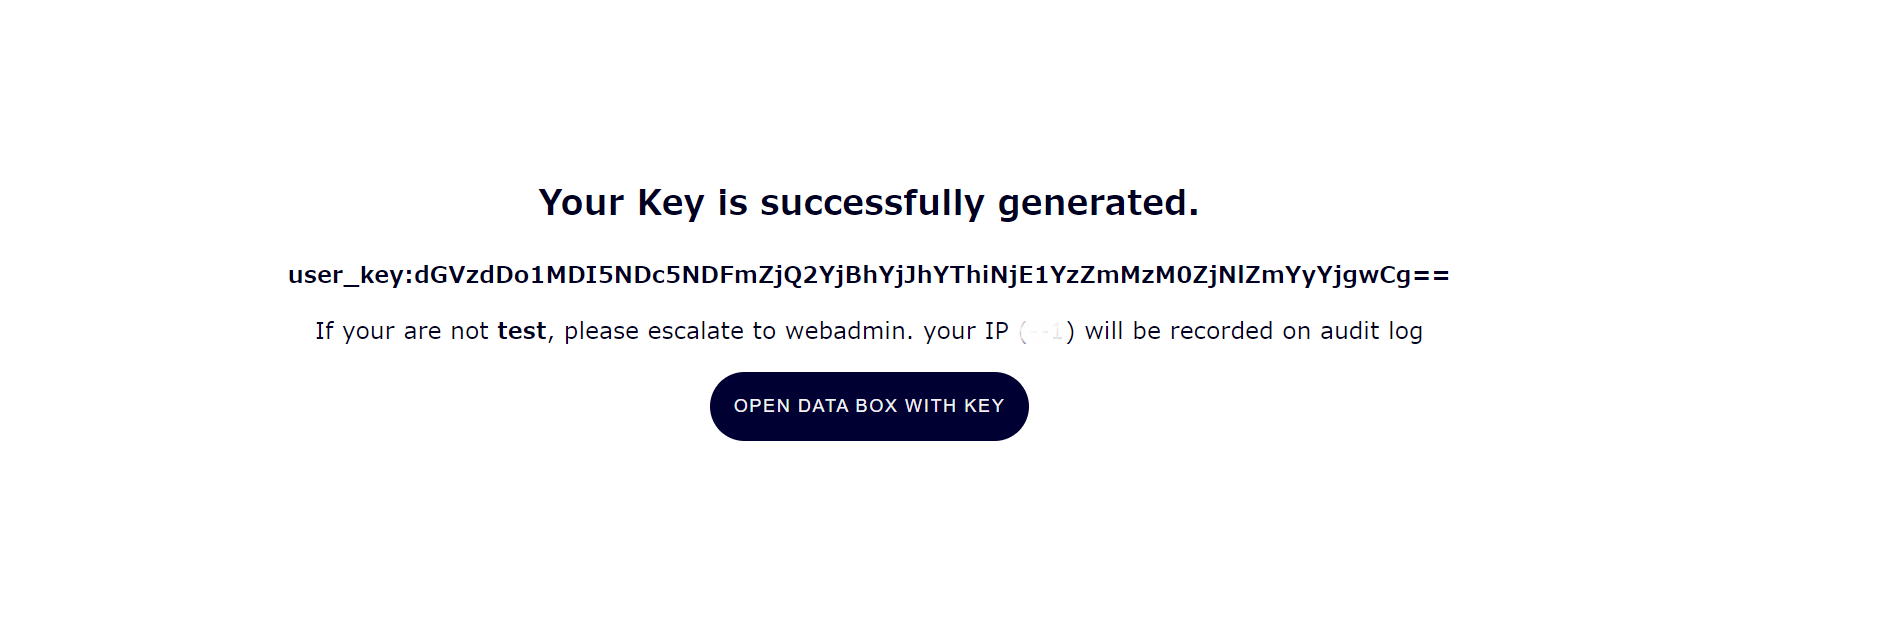 Your Key is successfully generated.
user_key:dGVzdDo1MDI5NDc5NDFmZjQ2YjBhYjJhYThiNjE1YzZmMzM0ZjNlZmYyYjgwCg==
If your are not test, please escalate to webadmin. your IP (--1) will be recorded on audit log
OPEN DATA BOX WITH KEY